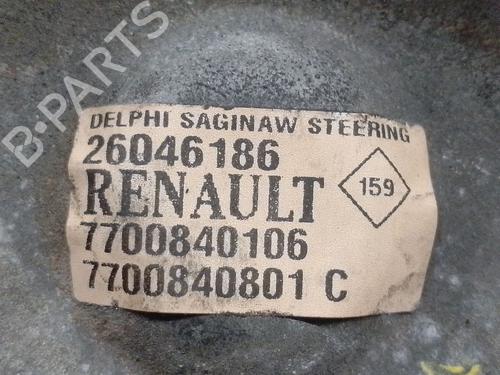 B-PARTS
DELPHI SAGINAW STEERING
26046186
RENAULT
159
7700840106
7700840801 C